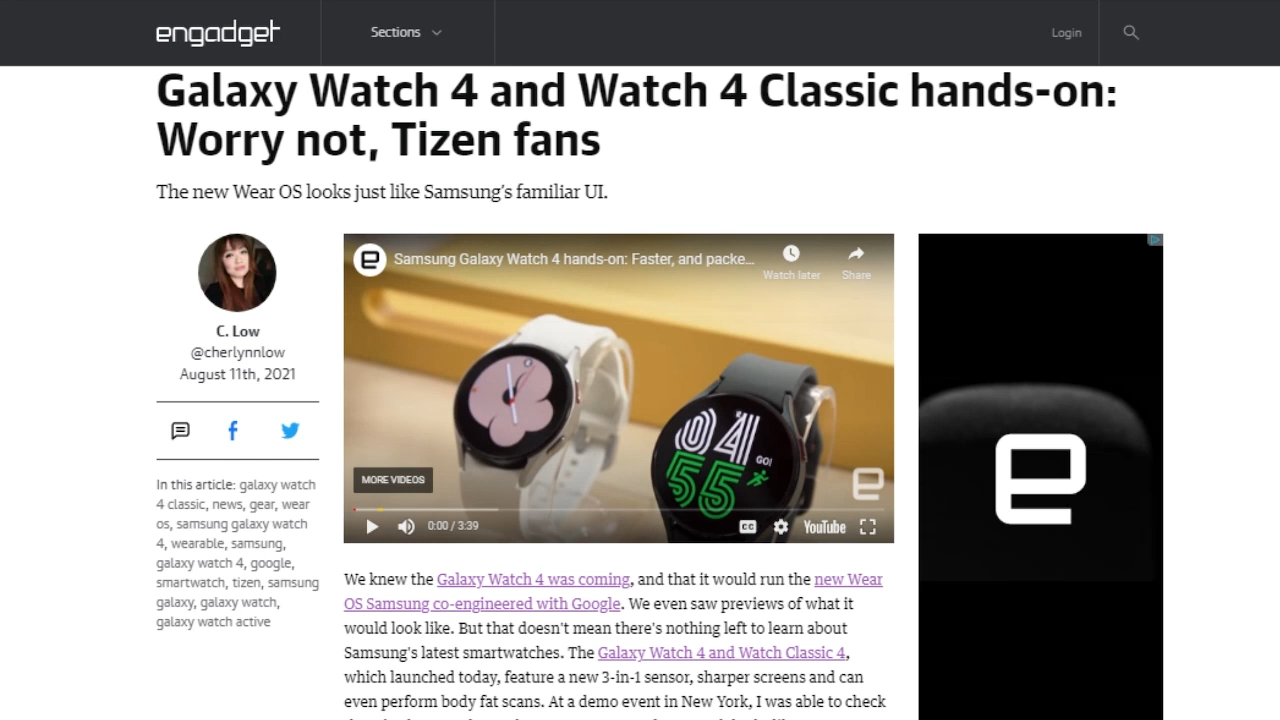 engadget
Sections
Login
Galaxy Watch 4 and Watch 4 Classic hands-on:
Worry not, Tizen fans
The new Wear OS looks just like Samsung's familiar UI.
C. Low
@cherlynnlow
August 11th, 2021
In this article: galaxy watch
4 classic, news, gear, wear
os, samsung galaxy watch
4, wearable, samsung,
galaxy watch 4, google,
smartwatch, tizen, samsung
galaxy, galaxy watch,
galaxy watch active
Samsung Galaxy Watch 4 hands-on: Faster, and packe...
Watch later
Share
04
GO!
55
MORE VIDEOS
0:00 / 3:39
CC
YouTube
We knew the Galaxy Watch 4 was coming, and that it would run the new Wear
OS Samsung co-engineered with Google. We even saw previews of what it
would look like. But that doesn't mean there's nothing left to learn about
Samsung's latest smartwatches. The Galaxy Watch 4 and Watch Classic 4,
which launched today, feature a new 3-in-1 sensor, sharper screens and can
even perform body fat scans. At a demo event in New York, I was able to check